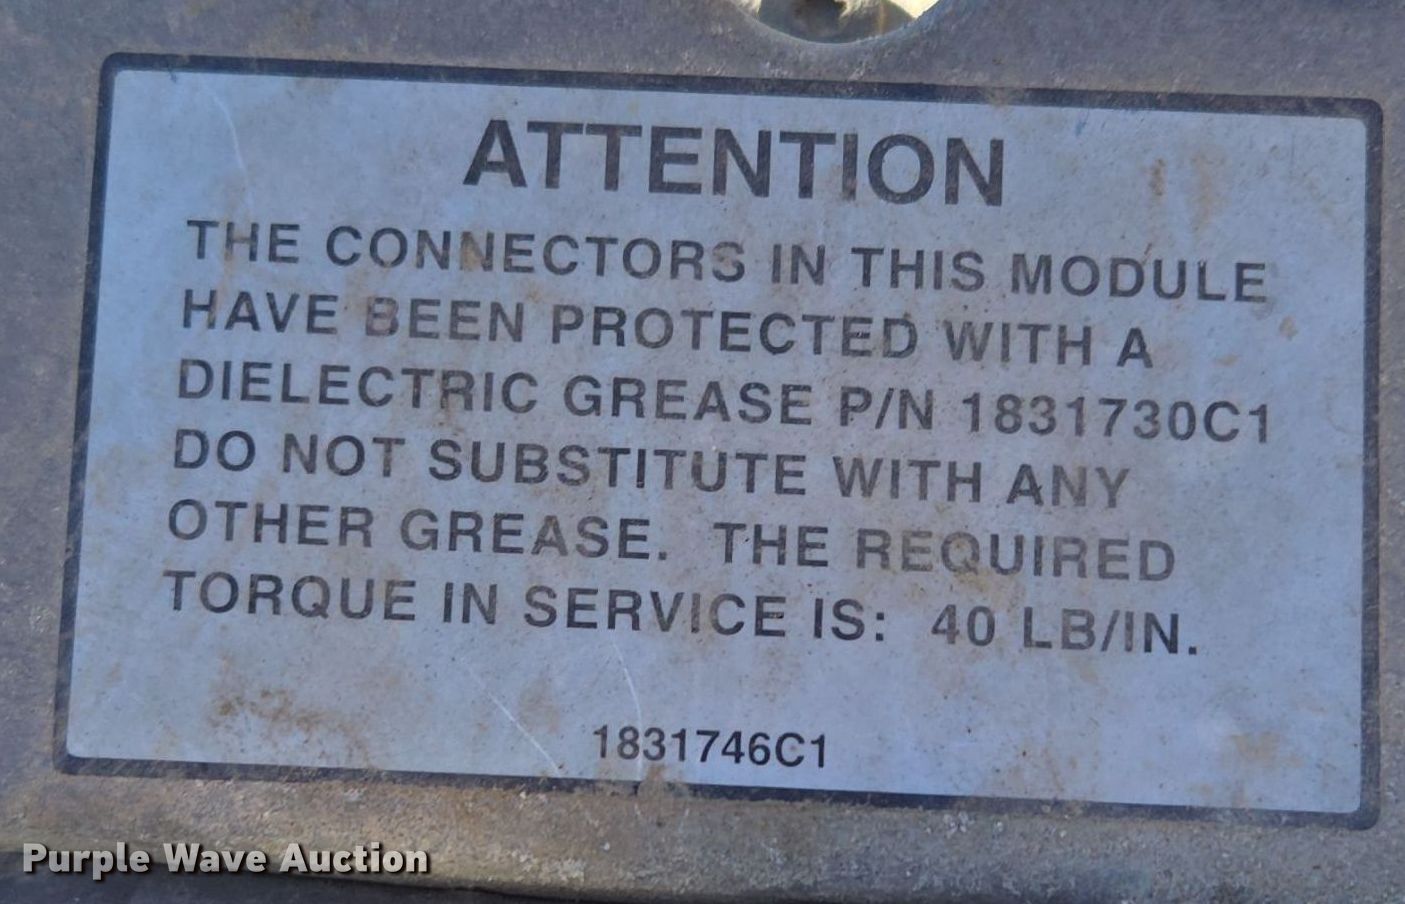 ATTENTION
THE CONNECTORS IN THIS MODULE
HAVE BEEN PROTECTED WITH A
DIELECTRIC GREASE P/N 1831730C1
DO NOT SUBSTITUTE WITH ANY
OTHER GREASE. THE REQUIRED
TORQUE IN SERVICE IS: 40 LB/IN.
1831746C1
Purple Wave Auction